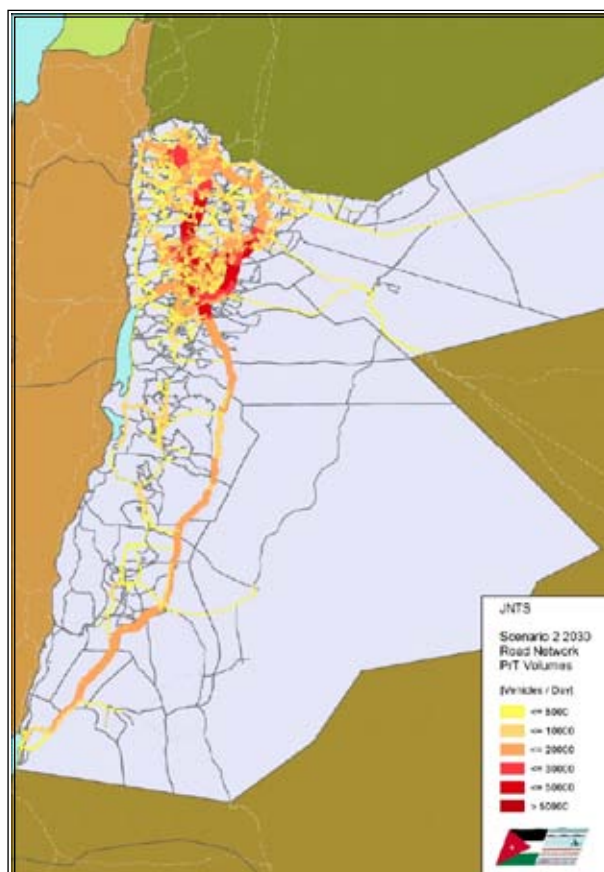 JNTS
Scenario 2 2030
Road Network
PrT Volumes
[Vehicles / Day]
<= 5000
<= 10000
<= 20000
<= 30000
<= 50000
> 50000